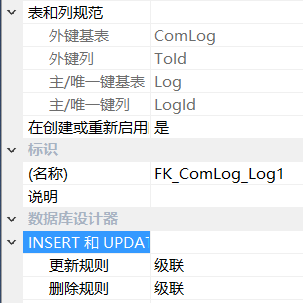 表和列规范
外键基表 ComLog
外键列 ToId
主/唯一键基表 Log
主/唯一键列 LogId
在创建或重新启用 是
标识
(名称) FK_ComLog_Log1
说明
数据库设计器
INSERT 和 UPDAT
更新规则 级联
删除规则 级联